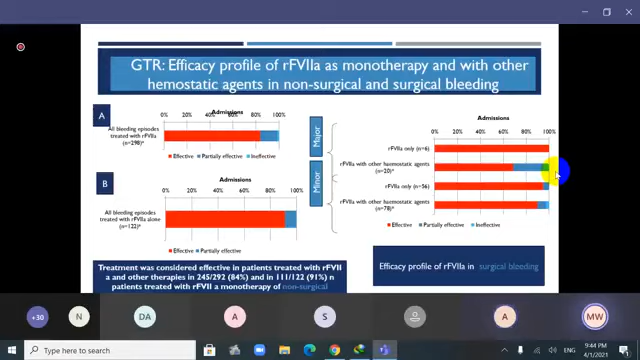 GTR: Efficacy profile of rFVIIa as monotherapy and with other
hemostatic agents in non-surgical and surgical bleeding
A
Admissions
0% 20% 40% 60% 80% 100%
All bleeding episodes
treated with rFVIIa
(n=298)*
Effective Partially effective Ineffective
B
Admissions
0% 20% 40% 60% 80% 100%
All bleeding episodes
treated with rFVIIa alone
(n=122)*
Effective Partially effective
Treatment was considered effective in patients treated with rFVII
a and other therapies in 245/292 (84%) and in 111/122 (91%) n
patients treated with rFVII a monotherapy of non-surgical
Major
Minor
Admissions
0% 20% 40% 60% 80% 100%
rFVIIa only (n=6)
rFVIIa with other haemostatic agents
(n=20)*
rFVIIa only (n=56)
rFVIIa with other haemostatic agents
(n=78)*
Effective Partially effective Ineffective
Efficacy profile of rFVIIa in surgical bleeding
+30
N
DA
A
S
A
MW
Type here to search
ENG
9:44 PM
4/1/2021